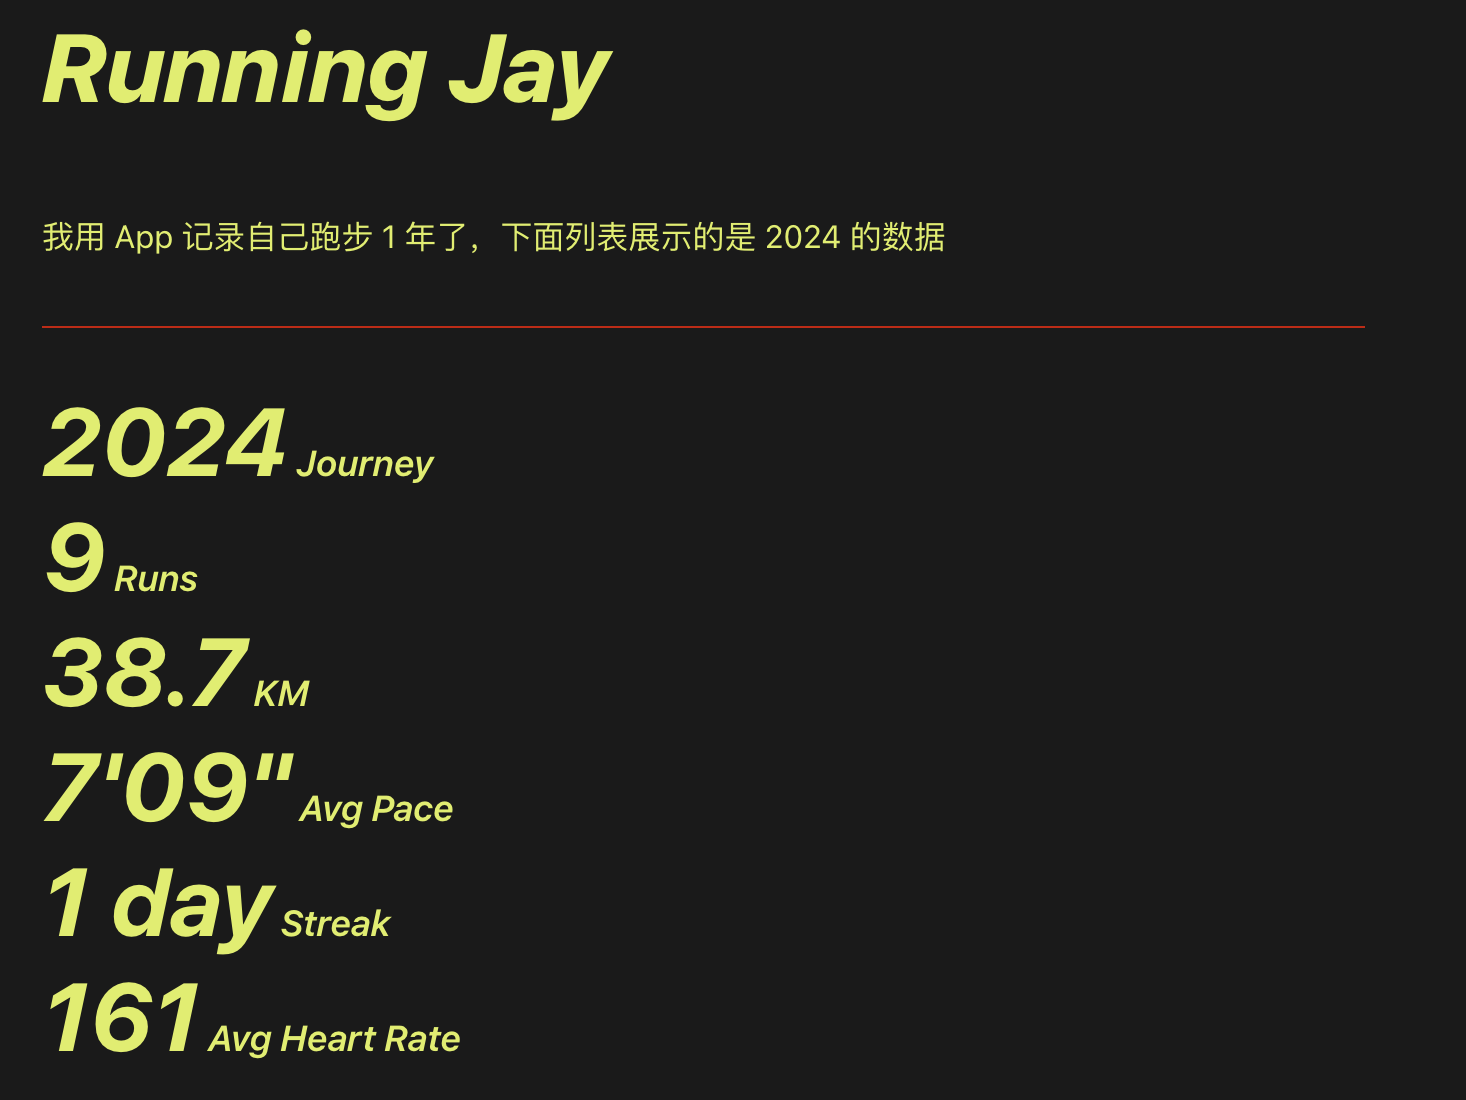 Running Jay
我用 App 记录自己跑步 1 年了，下面列表展示的是 2024 的数据
2024 Journey
9 Runs
38.7 KM
7'09" Avg Pace
1 day Streak
161 Avg Heart Rate